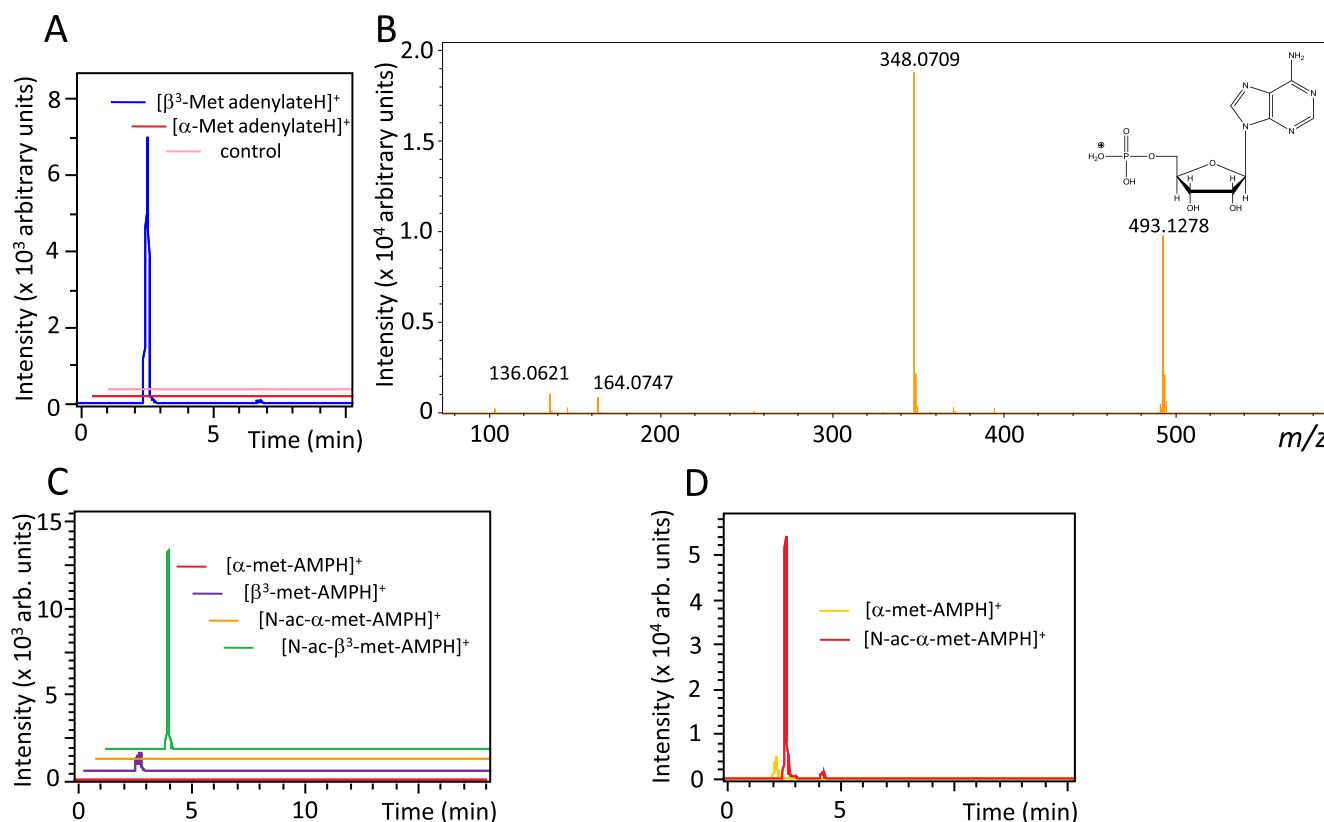 A
Intensity (x 10³ arbitrary units)
8
6
4
2
0
[β³-Met adenylateH]⁺
[α-Met adenylateH]⁺
control
0 5
Time (min)
B
Intensity (x 10⁴ arbitrary units)
2.0
1.5
1.0
0.5
0
348.0709
493.1278
136.0621
164.0747
NH₂
N
N
N
N
O
O
H₂O
⊕
P
O
OH
H
H
H
H
OH
OH
100 200 300 400 500 m/z
C
Intensity (x 10³ arb. units)
15
10
5
0
[α-met-AMPH]⁺
[β³-met-AMPH]⁺
[N-ac-α-met-AMPH]⁺
[N-ac-β³-met-AMPH]⁺
0 5 10 Time (min)
D
Intensity (x 10⁴ arb. units)
5
4
3
2
1
0
[α-met-AMPH]⁺
[N-ac-α-met-AMPH]⁺
0 5 Time (min)